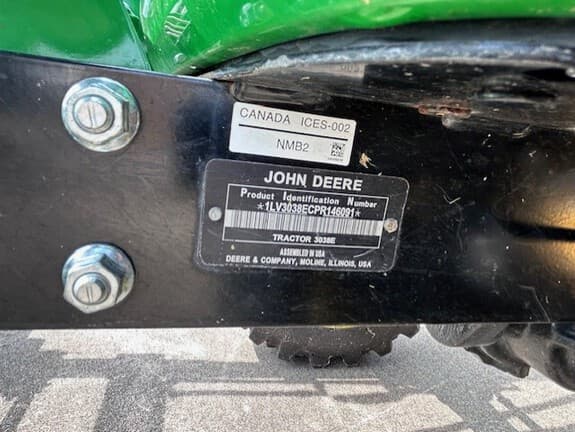 CANADA ICES-002
NMB2
JOHN DEERE
Product Identification Number
*1LV3038ECPR146091*
TRACTOR 3038E
ASSEMBLED IN USA
DEERE & COMPANY, MOLINE, ILLINOIS, USA